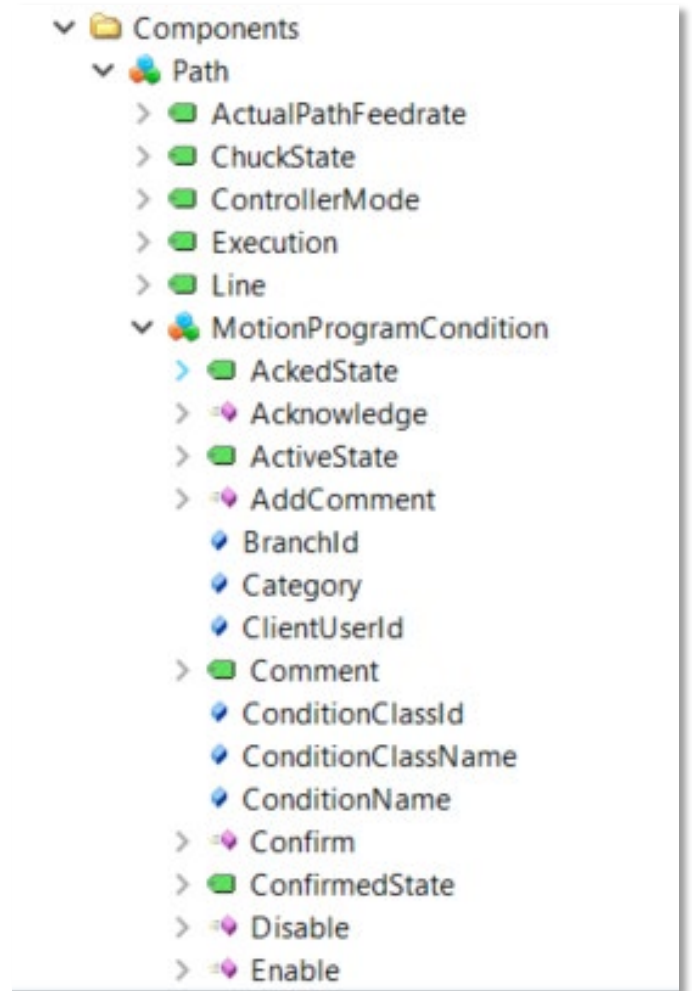 Components
Path
ActualPathFeedrate
ChuckState
ControllerMode
Execution
Line
MotionProgramCondition
AckedState
Acknowledge
ActiveState
AddComment
BranchId
Category
ClientUserId
Comment
ConditionClassId
ConditionClassName
ConditionName
Confirm
ConfirmedState
Disable
Enable